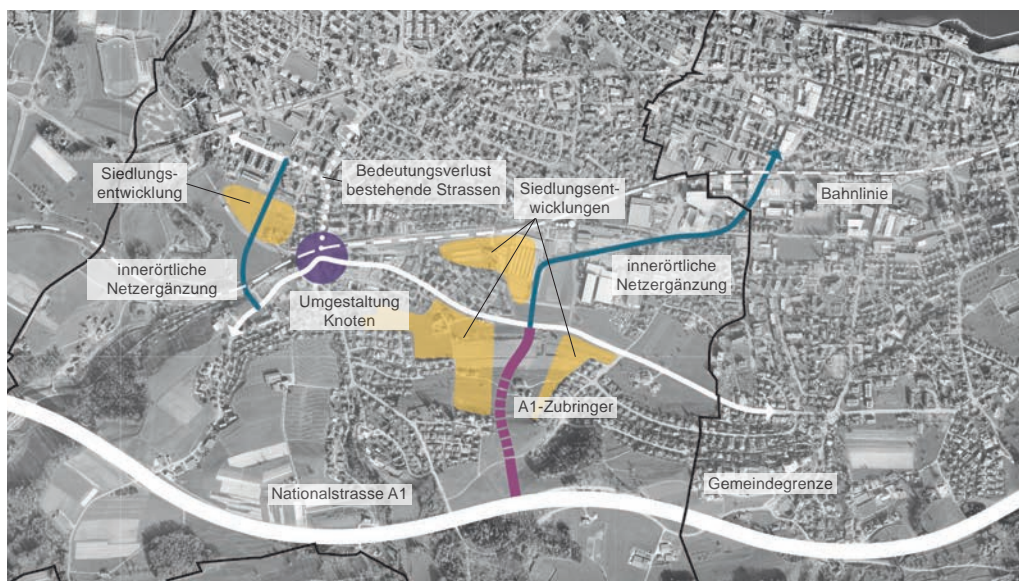 Siedlungs-
entwicklung
Bedeutungsverlust
bestehende Strassen
Siedlungsent-
wicklungen
Bahnlinie
innerörtliche
Netzergänzung
Umgestaltung
Knoten
innerörtliche
Netzergänzung
A1-Zubringer
Nationalstrasse A1
Gemeindegrenze